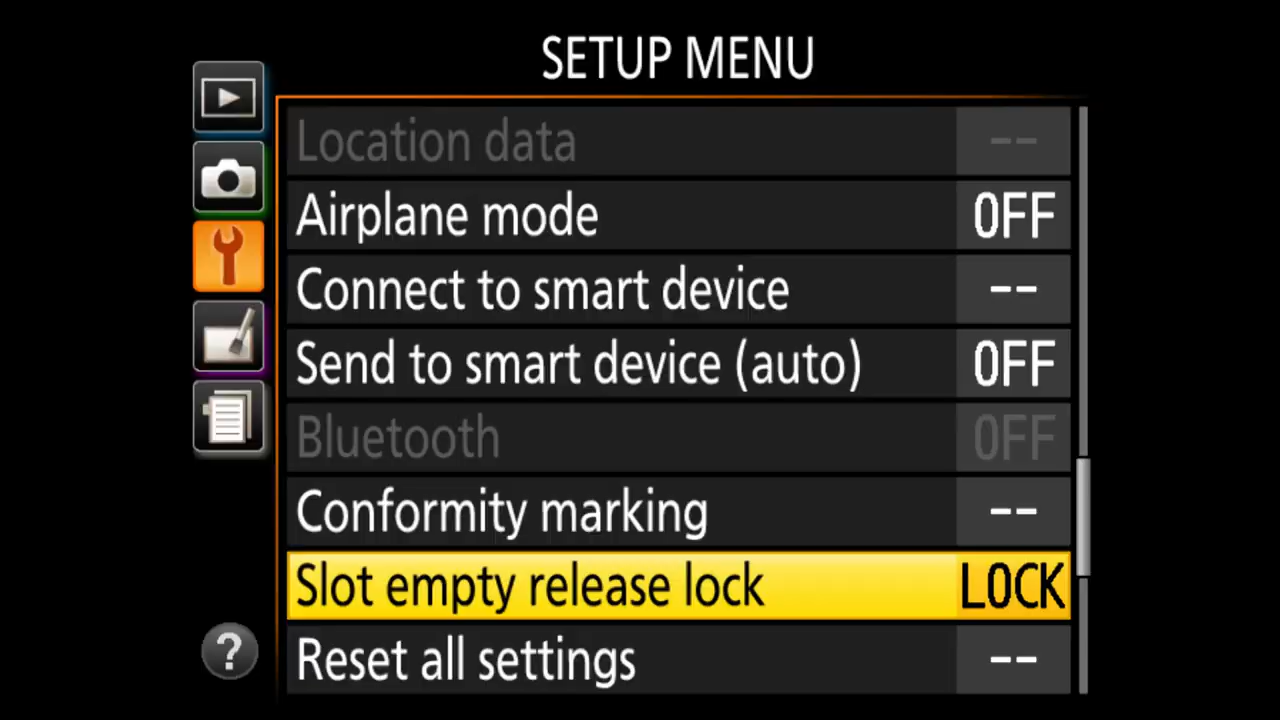 SETUP MENU
Location data --
Airplane mode OFF
Connect to smart device --
Send to smart device (auto) OFF
Bluetooth OFF
Conformity marking --
Slot empty release lock LOCK
Reset all settings --
?